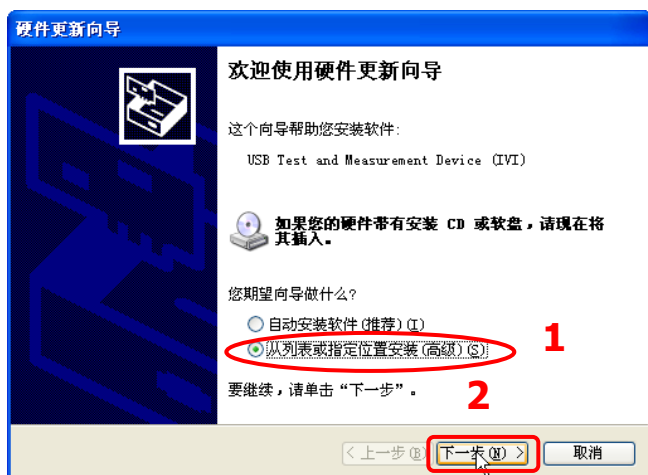 硬件更新向导
欢迎使用硬件更新向导
这个向导帮助您安装软件:
USB Test and Measurement Device (IVI)
如果您的硬件带有安装 CD 或软盘，请现在将
其插入。
您期望向导做什么?
自动安装软件(推荐)(I)
从列表或指定位置安装(高级)(S)
1
要继续，请单击“下一步”。
2
< 上一步(B)
下一步(N) >
取消